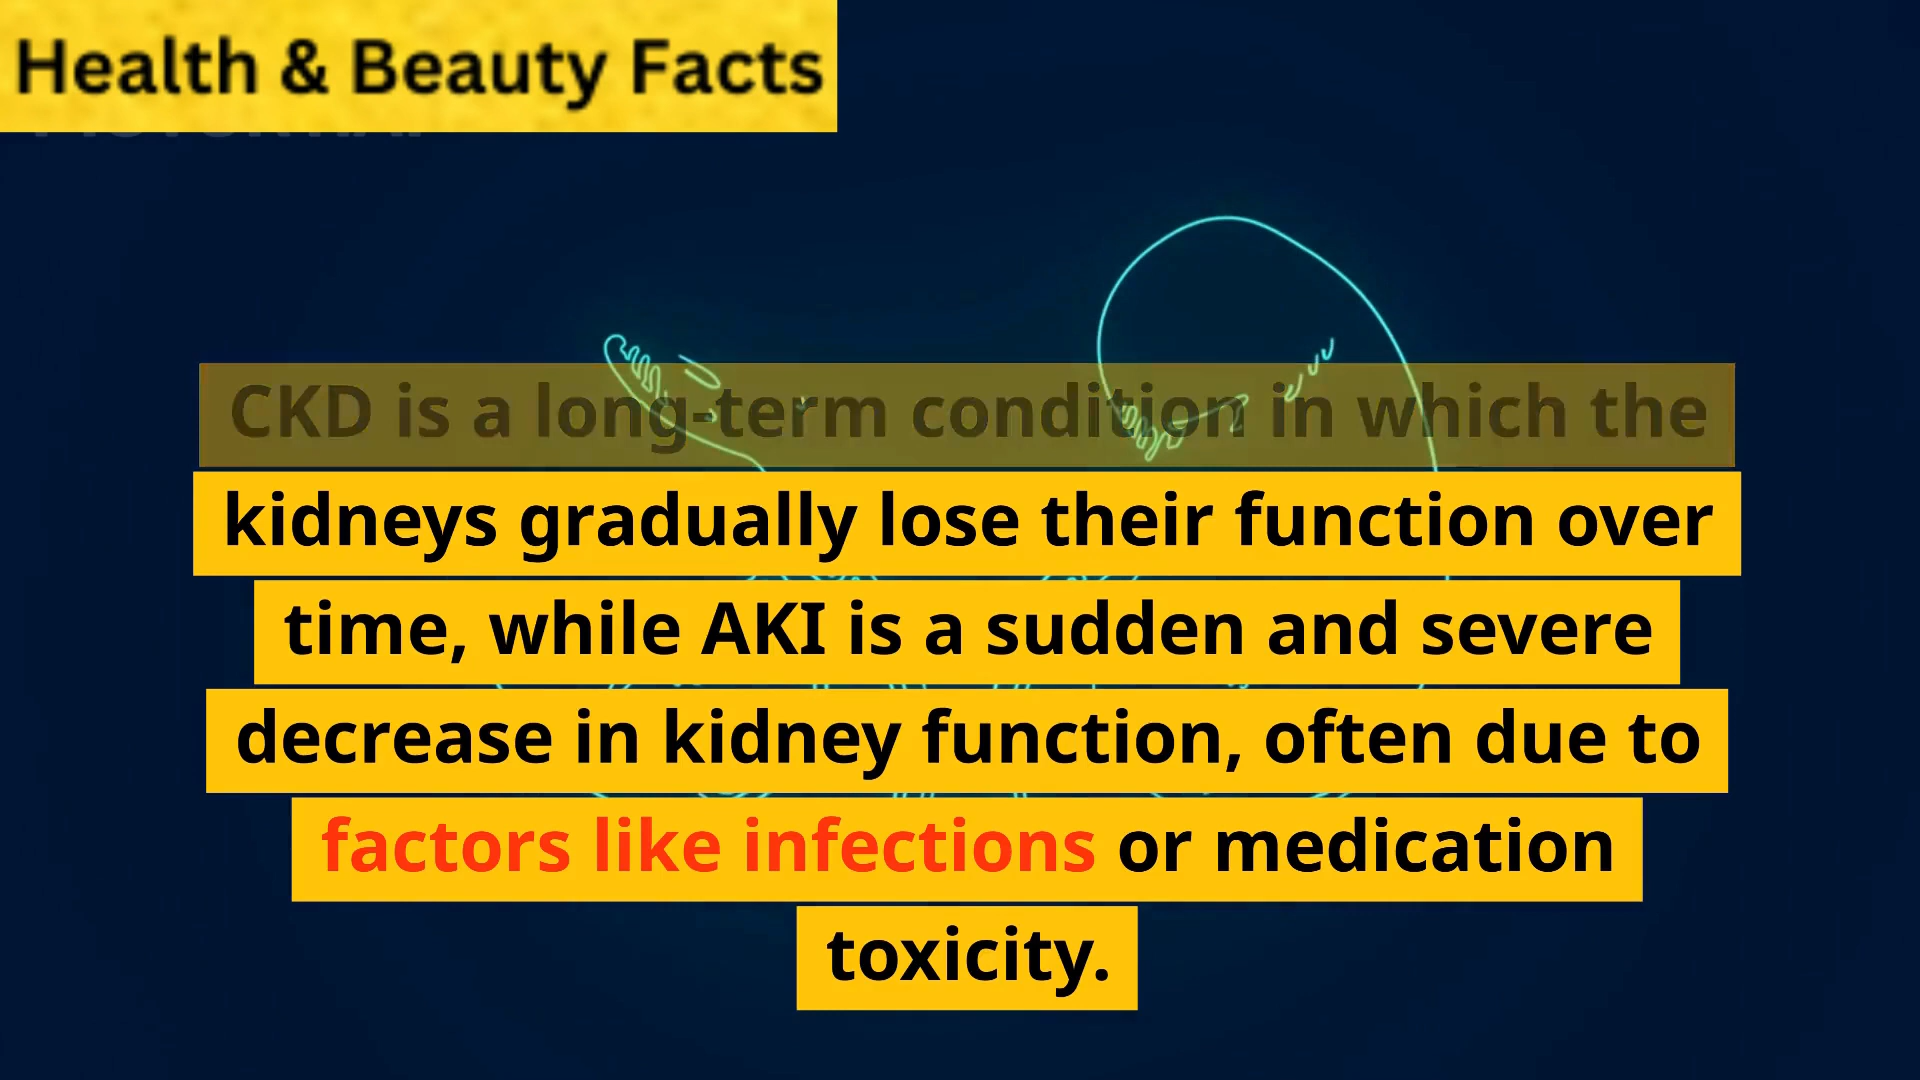 Health & Beauty Facts
CKD is a long-term condition in which the
kidneys gradually lose their function over
time, while AKI is a sudden and severe
decrease in kidney function, often due to
factors like infections or medication
toxicity.